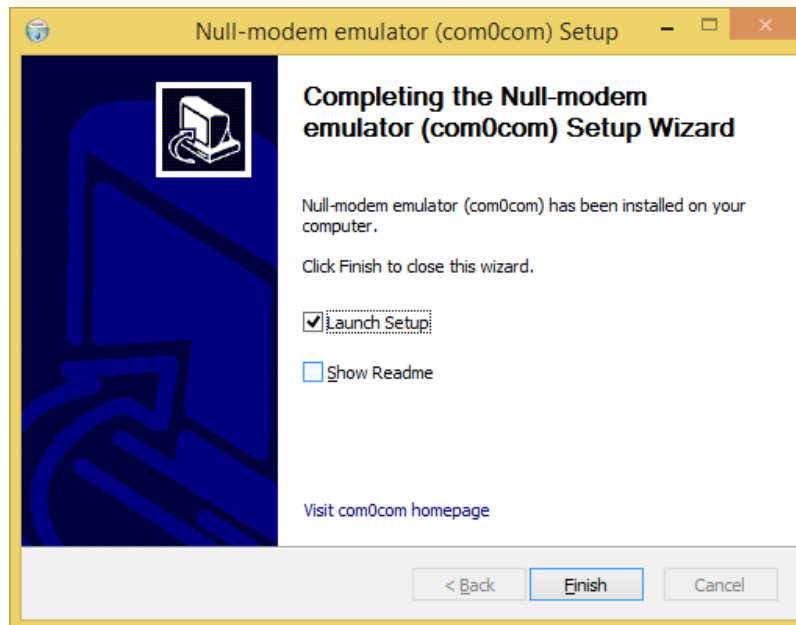 Null-modem emulator (com0com) Setup
Completing the Null-modem
emulator (com0com) Setup Wizard
Null-modem emulator (com0com) has been installed on your
computer.
Click Finish to close this wizard.
Launch Setup
Show Readme
Visit com0com homepage
< Back Finish Cancel